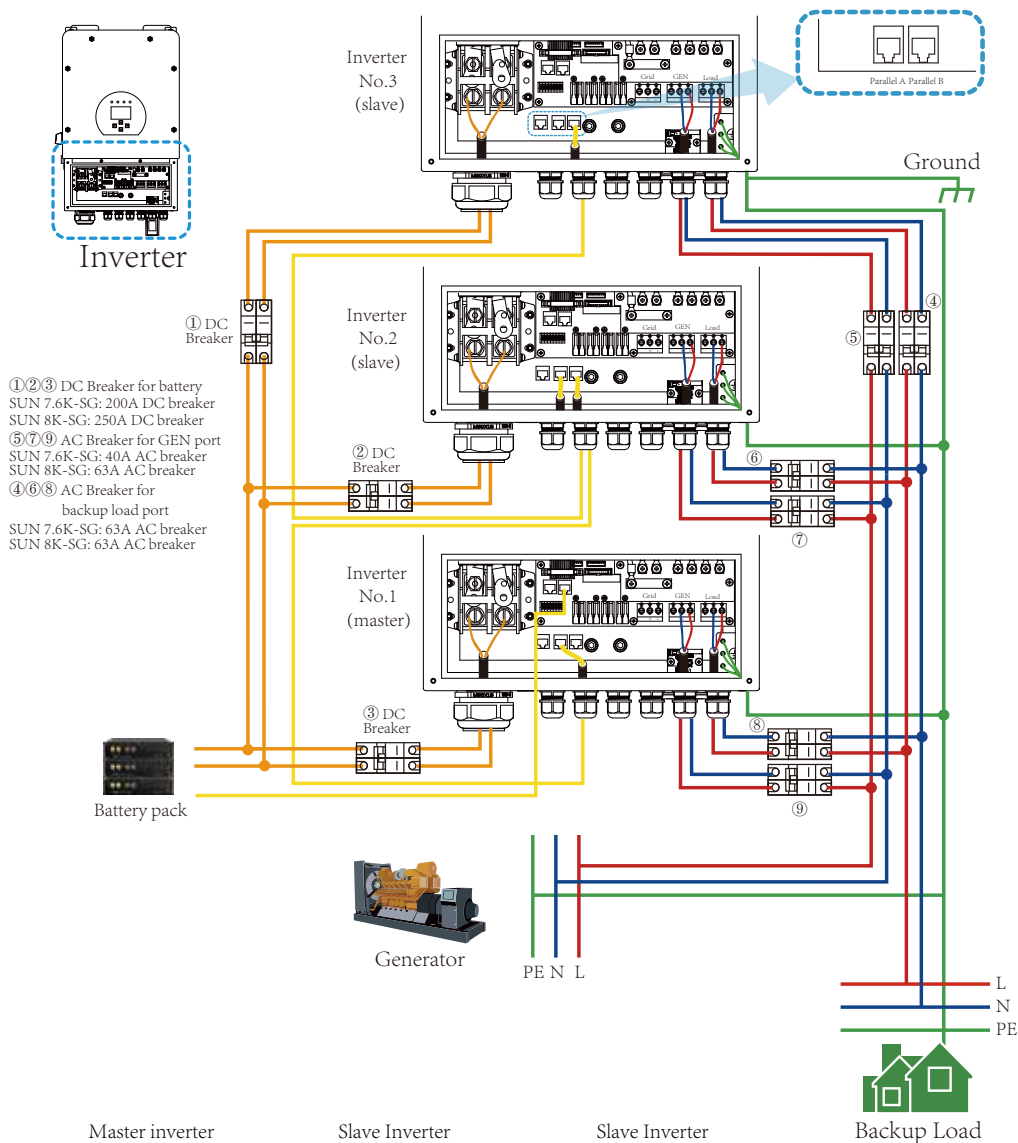 Inverter
No.3
(slave)
Grid
GEN
Load
Parallel A Parallel B
Ground
Inverter
① DC
Breaker
Inverter
No.2
(slave)
Grid
GEN
Load
④
⑤
①②③ DC Breaker for battery
SUN 7.6K-SG: 200A DC breaker
SUN 8K-SG: 250A DC breaker
⑤⑦⑨ AC Breaker for GEN port
SUN 7.6K-SG: 40A AC breaker
SUN 8K-SG: 63A AC breaker
④⑥⑧ AC Breaker for
backup load port
SUN 7.6K-SG: 63A AC breaker
SUN 8K-SG: 63A AC breaker
② DC
Breaker
⑥
⑦
Inverter
No.1
(master)
Grid
GEN
Load
③ DC
Breaker
⑧
⑨
Battery pack
Generator
PE N L
L
N
PE
Backup Load
Master inverter
Slave Inverter
Slave Inverter